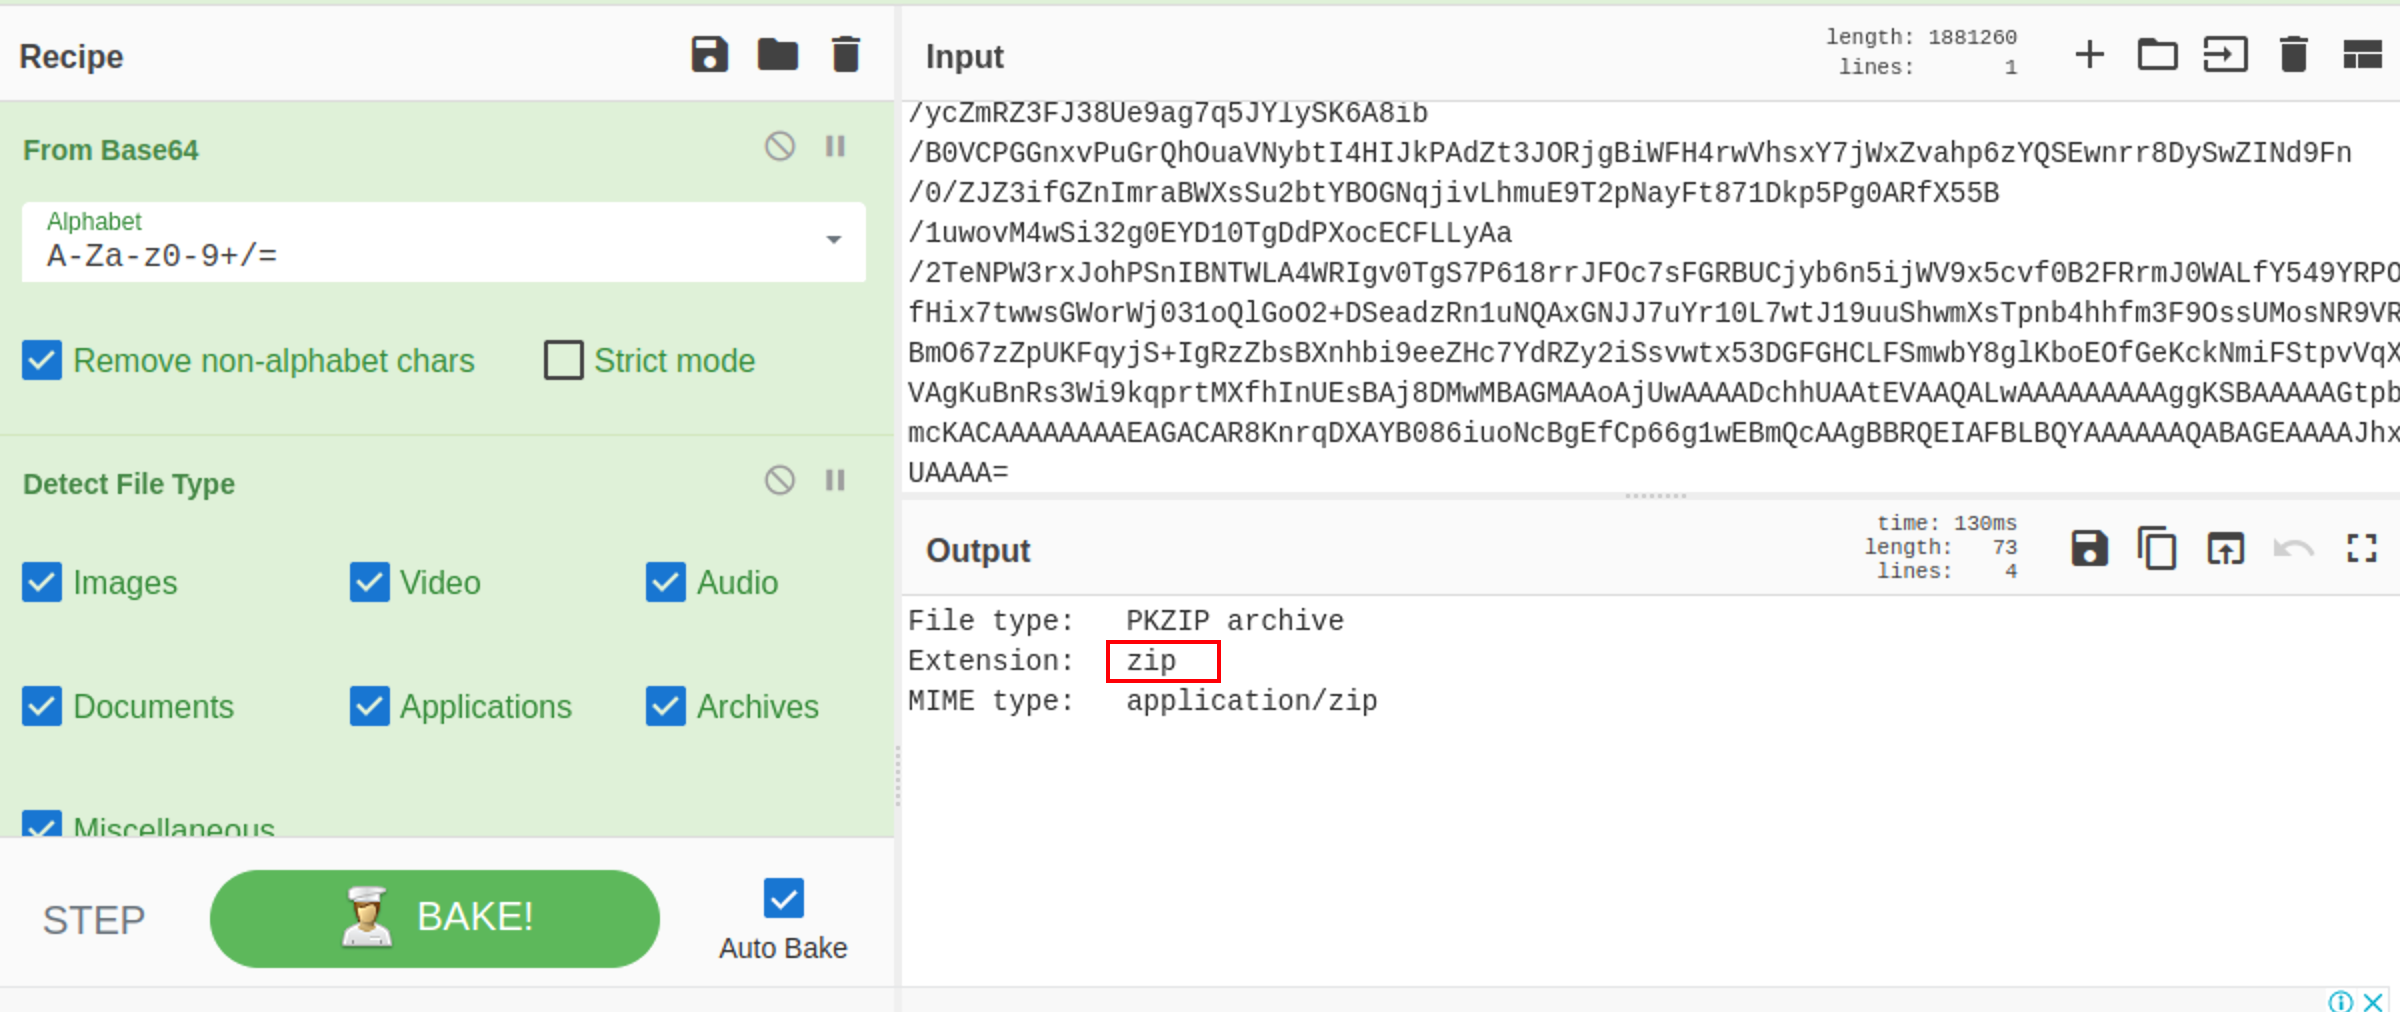 Recipe
From Base64
Alphabet
A-Za-z0-9+/=
Remove non-alphabet chars
Strict mode
Detect File Type
Images
Video
Audio
Documents
Applications
Archives
Miscellaneous
STEP
BAKE!
Auto Bake
Input
length: 1881260
lines: 1
/ycZmRZ3FJ38Ue9ag7q5JYlySK6A8ib
/B0VCPGGnxvPuGrQhOuaVNybtI4HIJkPAdZt3JORjgBiWFH4rwVhsxY7jWxZvahp6zYQSEwnrr8DySwZINd9Fn
/0/ZJZ3ifGZnImraBWXsSu2btYBOGNqjivLhmuE9T2pNayFt871Dkp5Pg0ARfX55B
/1uwovM4wSi32g0EYD10TgDdPXocECFLLyAa
/2TeNPW3rxJohPSnIBNTWLA4WRIgv0TgS7P618rrJFOc7sFGRBUCjyb6n5ijWV9x5cvf0B2FRrmJ0WALfY549YRPO
fHix7twwsGWorWj031oQlGoO2+DSeadzRn1uNQAxGNJJ7uYr10L7wtJ19uuShwmXsTpnb4hhfm3F9OssUMosNR9VR
BmO67zZpUKFqyjS+IgRzZbsBXnhbi9eeZHc7YdRZy2iSsvwtx53DGFGHCLFSmwbY8glKboEOfGeKckNmiFStpvVqX
VAgKuBnRs3Wi9kqprtMXfhInUEsBAj8DMwMBAGMAAoAjUwAAAADchhUAAtEVAAQALwAAAAAAAAAggKSBAAAAAGtpb
mcKACAAAAAAAAEAGACAR8KnrqDXAYB086iuoNcBgEfCp66g1wEBmQcAAgBBRQEIAFBLBQYAAAAAAQABAGEAAAAJhx
UAAAA=
Output
time: 130ms
length: 73
lines: 4
File type: PKZIP archive
Extension: zip
MIME type: application/zip